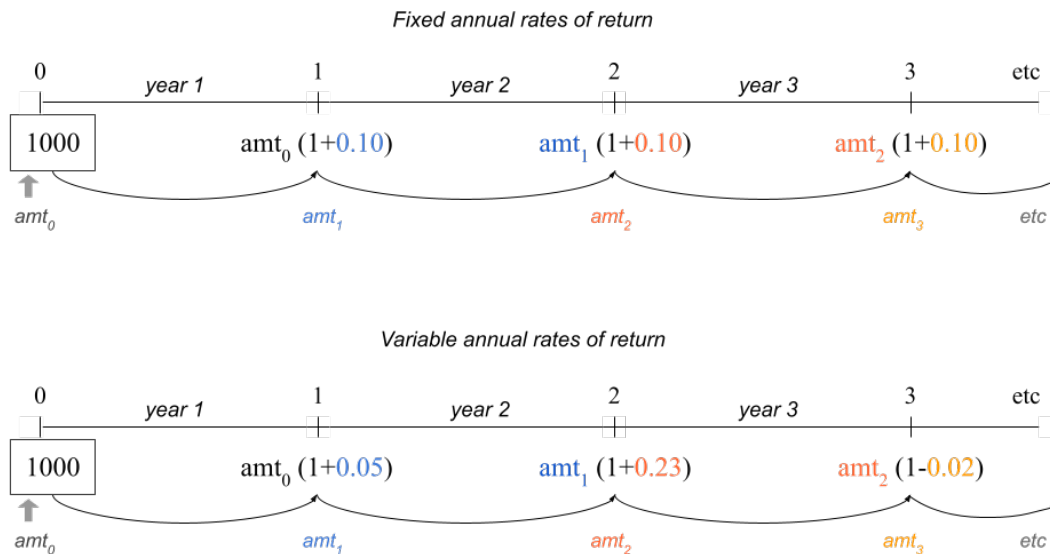 Fixed annual rates of return
0 1 2 3 etc
year 1 year 2 year 3
1000 amt₀ (1+0.10) amt₁ (1+0.10) amt₂ (1+0.10)
amt₀ amt₁ amt₂ amt₃ etc
Variable annual rates of return
0 1 2 3 etc
year 1 year 2 year 3
1000 amt₀ (1+0.05) amt₁ (1+0.23) amt₂ (1-0.02)
amt₀ amt₁ amt₂ amt₃ etc